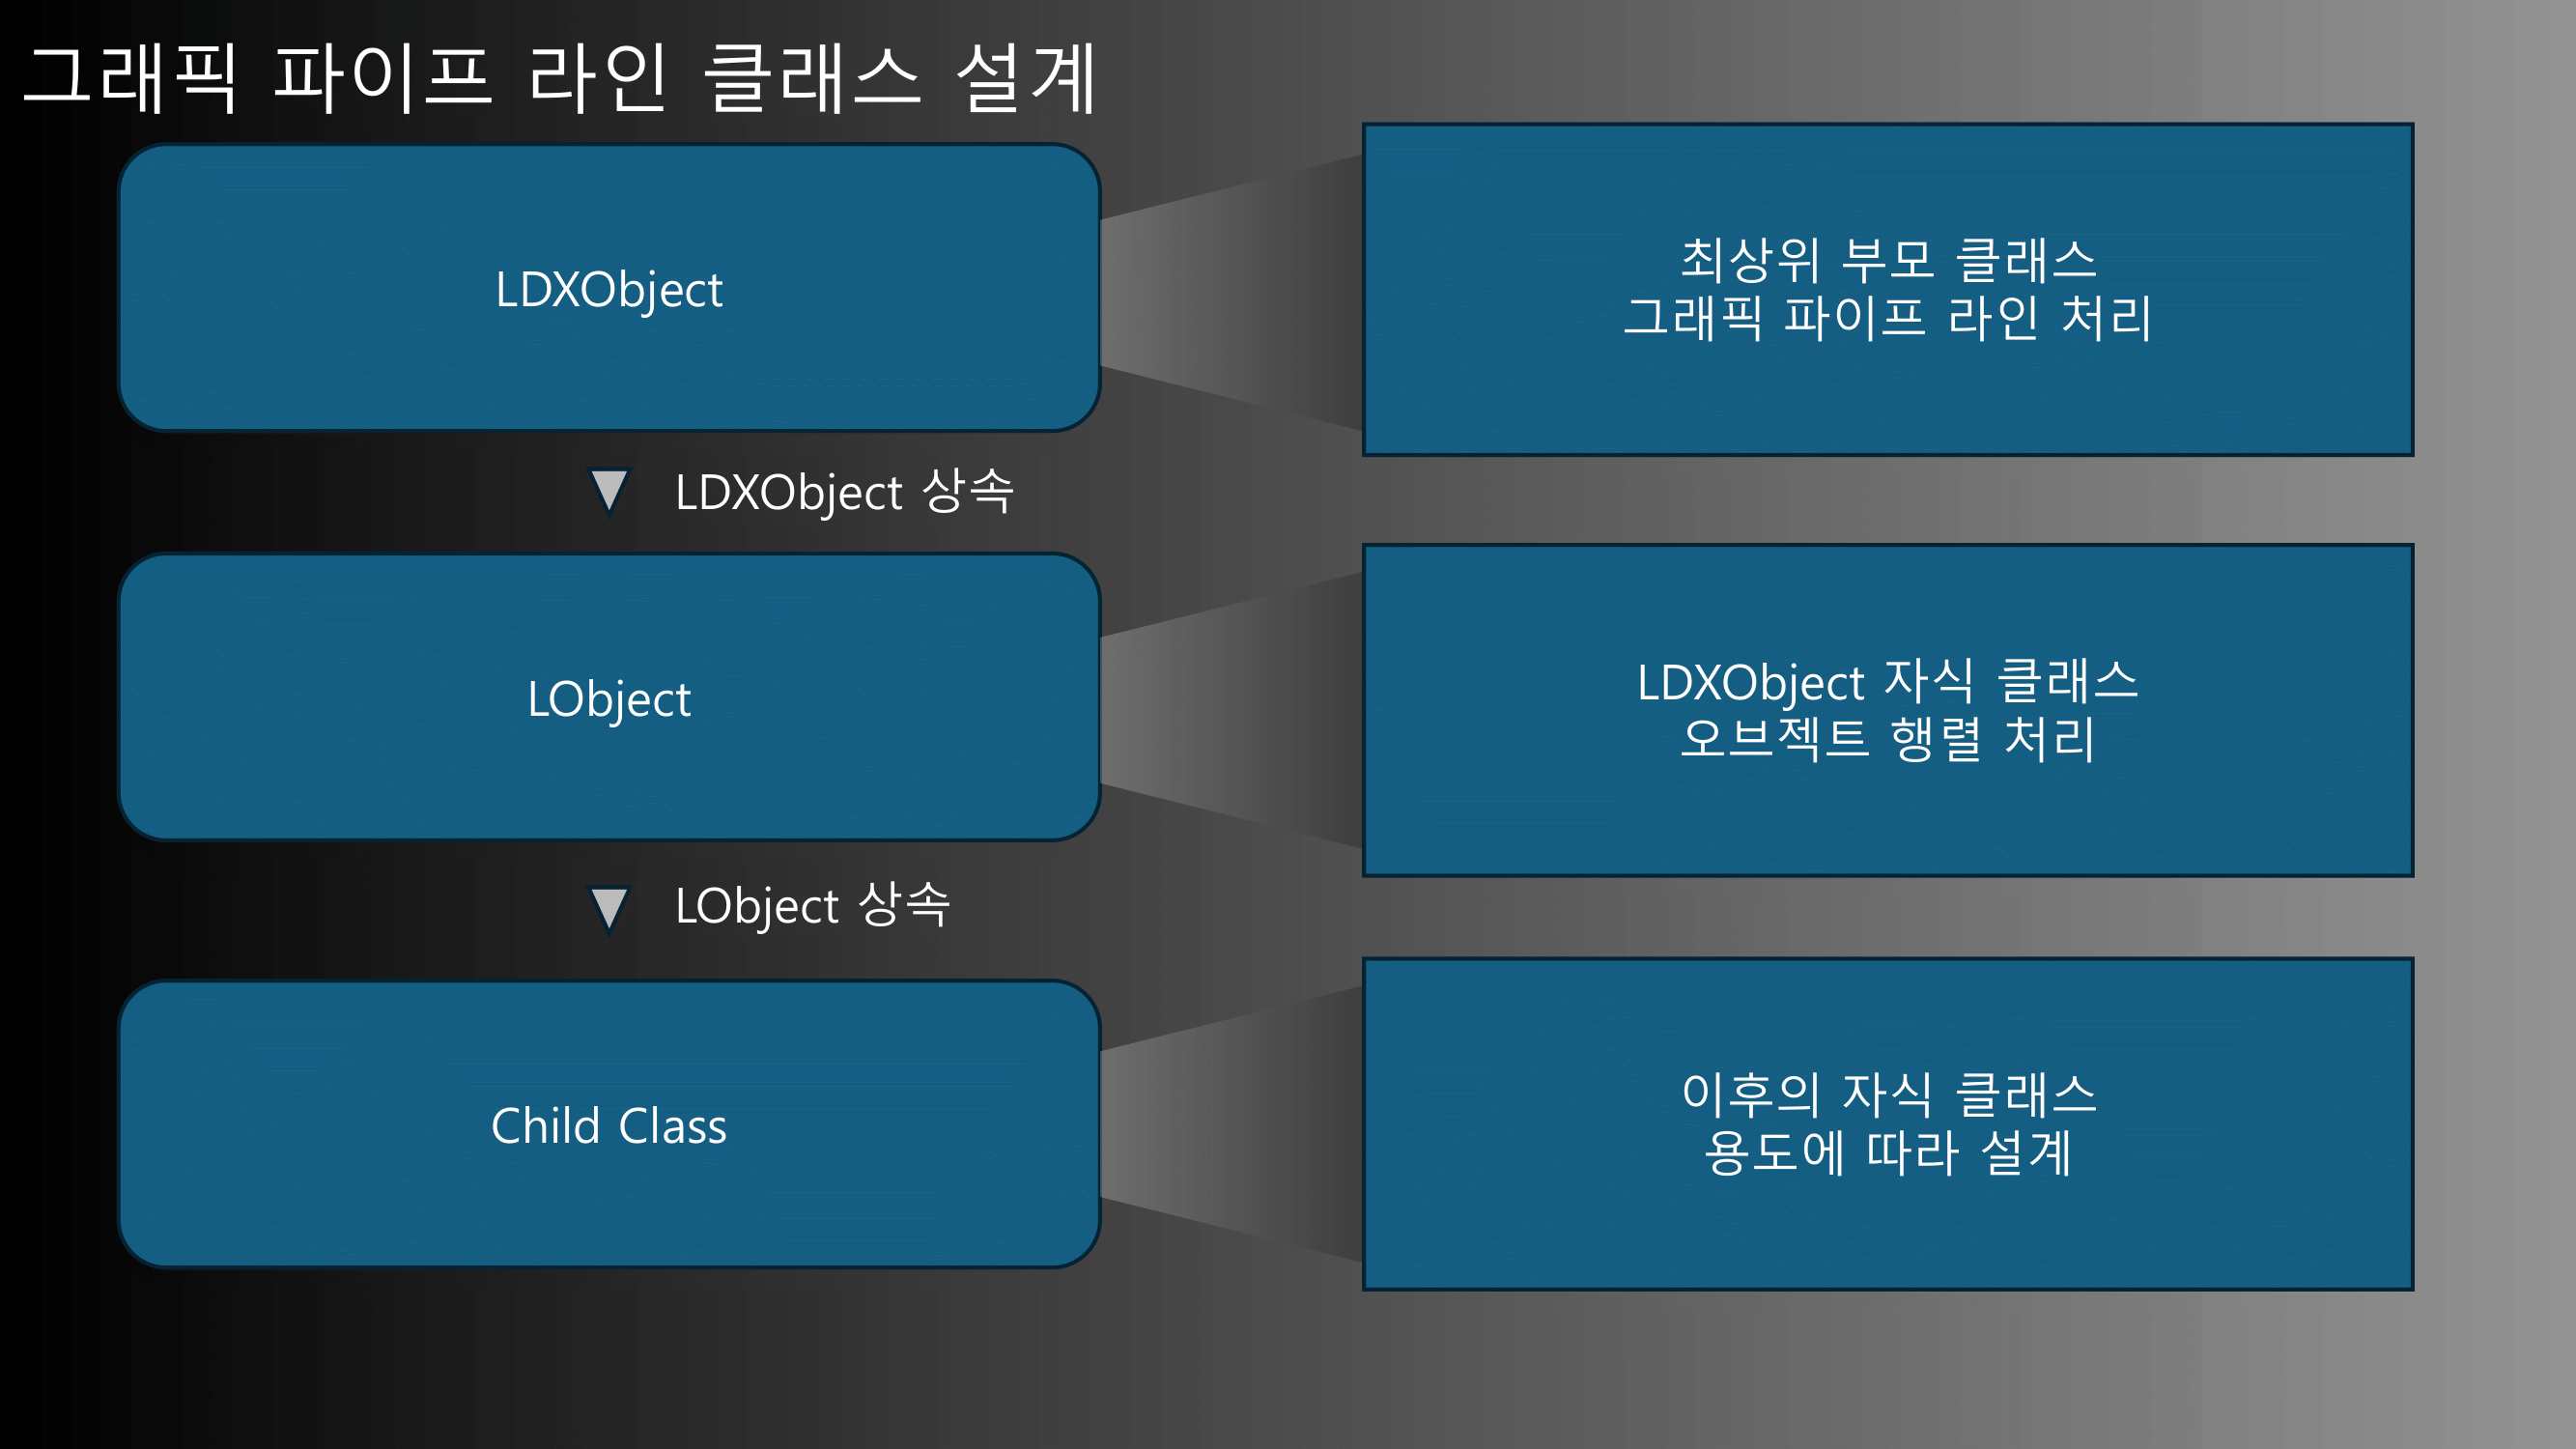 그래픽 파이프 라인 클래스 설계
LDXObject
최상위 부모 클래스
그래픽 파이프 라인 처리
LDXObject 상속
LObject
LDXObject 자식 클래스
오브젝트 행렬 처리
LObject 상속
Child Class
이후의 자식 클래스
용도에 따라 설계